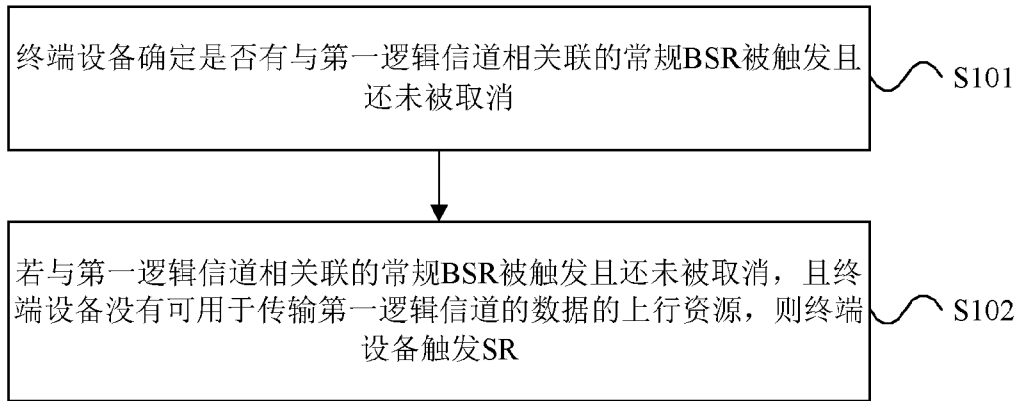 终端设备确定是否有与第一逻辑信道相关联的常规BSR被触发且
还未被取消
S101
若与第一逻辑信道相关联的常规BSR被触发且还未被取消，且终
端设备没有可用于传输第一逻辑信道的数据的上行资源，则终端
设备触发SR
S102